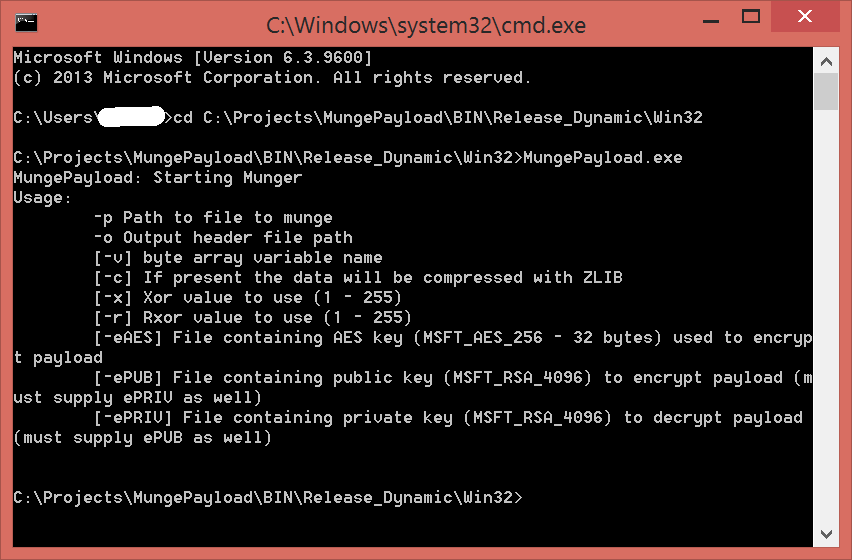 C:\Windows\system32\cmd.exe
Microsoft Windows [Version 6.3.9600]
(c) 2013 Microsoft Corporation. All rights reserved.
C:\Users\>cd C:\Projects\MungePayload\BIN\Release_Dynamic\Win32
C:\Projects\MungePayload\BIN\Release_Dynamic\Win32>MungePayload.exe
MungePayload: Starting Munger
Usage:
-p Path to file to munge
-o Output header file path
[-v] byte array variable name
[-c] If present the data will be compressed with ZLIB
[-x] Xor value to use (1 - 255)
[-r] Rxor value to use (1 - 255)
[-eAES] File containing AES key (MSFT_AES_256 - 32 bytes) used to encryp
t payload
[-ePUB] File containing public key (MSFT_RSA_4096) to encrypt payload (m
ust supply ePRIV as well)
[-ePRIV] File containing private key (MSFT_RSA_4096) to decrypt payload
(must supply ePUB as well)
C:\Projects\MungePayload\BIN\Release_Dynamic\Win32>